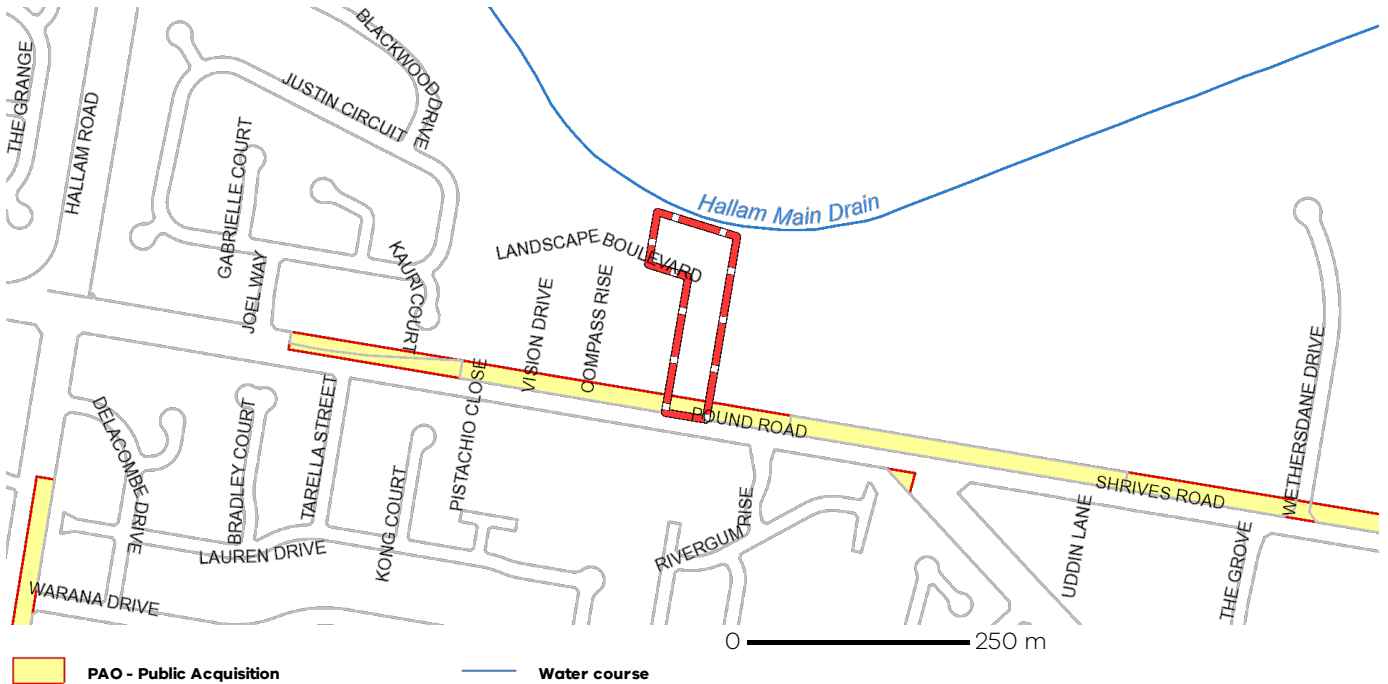 THE GRANGE
HALLAM ROAD
BLACKWOOD DRIVE
JUSTIN CIRCUIT
GABRIELLE COURT
JOEL WAY
KAURI COURT
LANDSCAPE BOULEVARD
Hallam Main Drain
VISION DRIVE
COMPASS RISE
PISTACHIO CLOSE
POUND ROAD
SHRIVES ROAD
WETHERSDANE DRIVE
DELACOMBE DRIVE
BRADLEY COURT
TARELLA STREET
KONG COURT
LAUREN DRIVE
WARANA DRIVE
RIVERGUM RISE
UDDIN LANE
THE GROVE
0 250 m
PAO - Public Acquisition
Water course